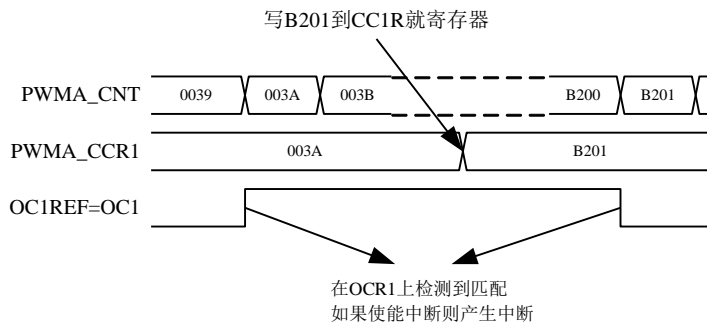 写B201到CC1R就寄存器
PWMA_CNT 0039 003A 003B B200 B201
PWMA_CCR1 003A B201
OC1REF=OC1
在OCR1上检测到匹配
如果使能中断则产生中断